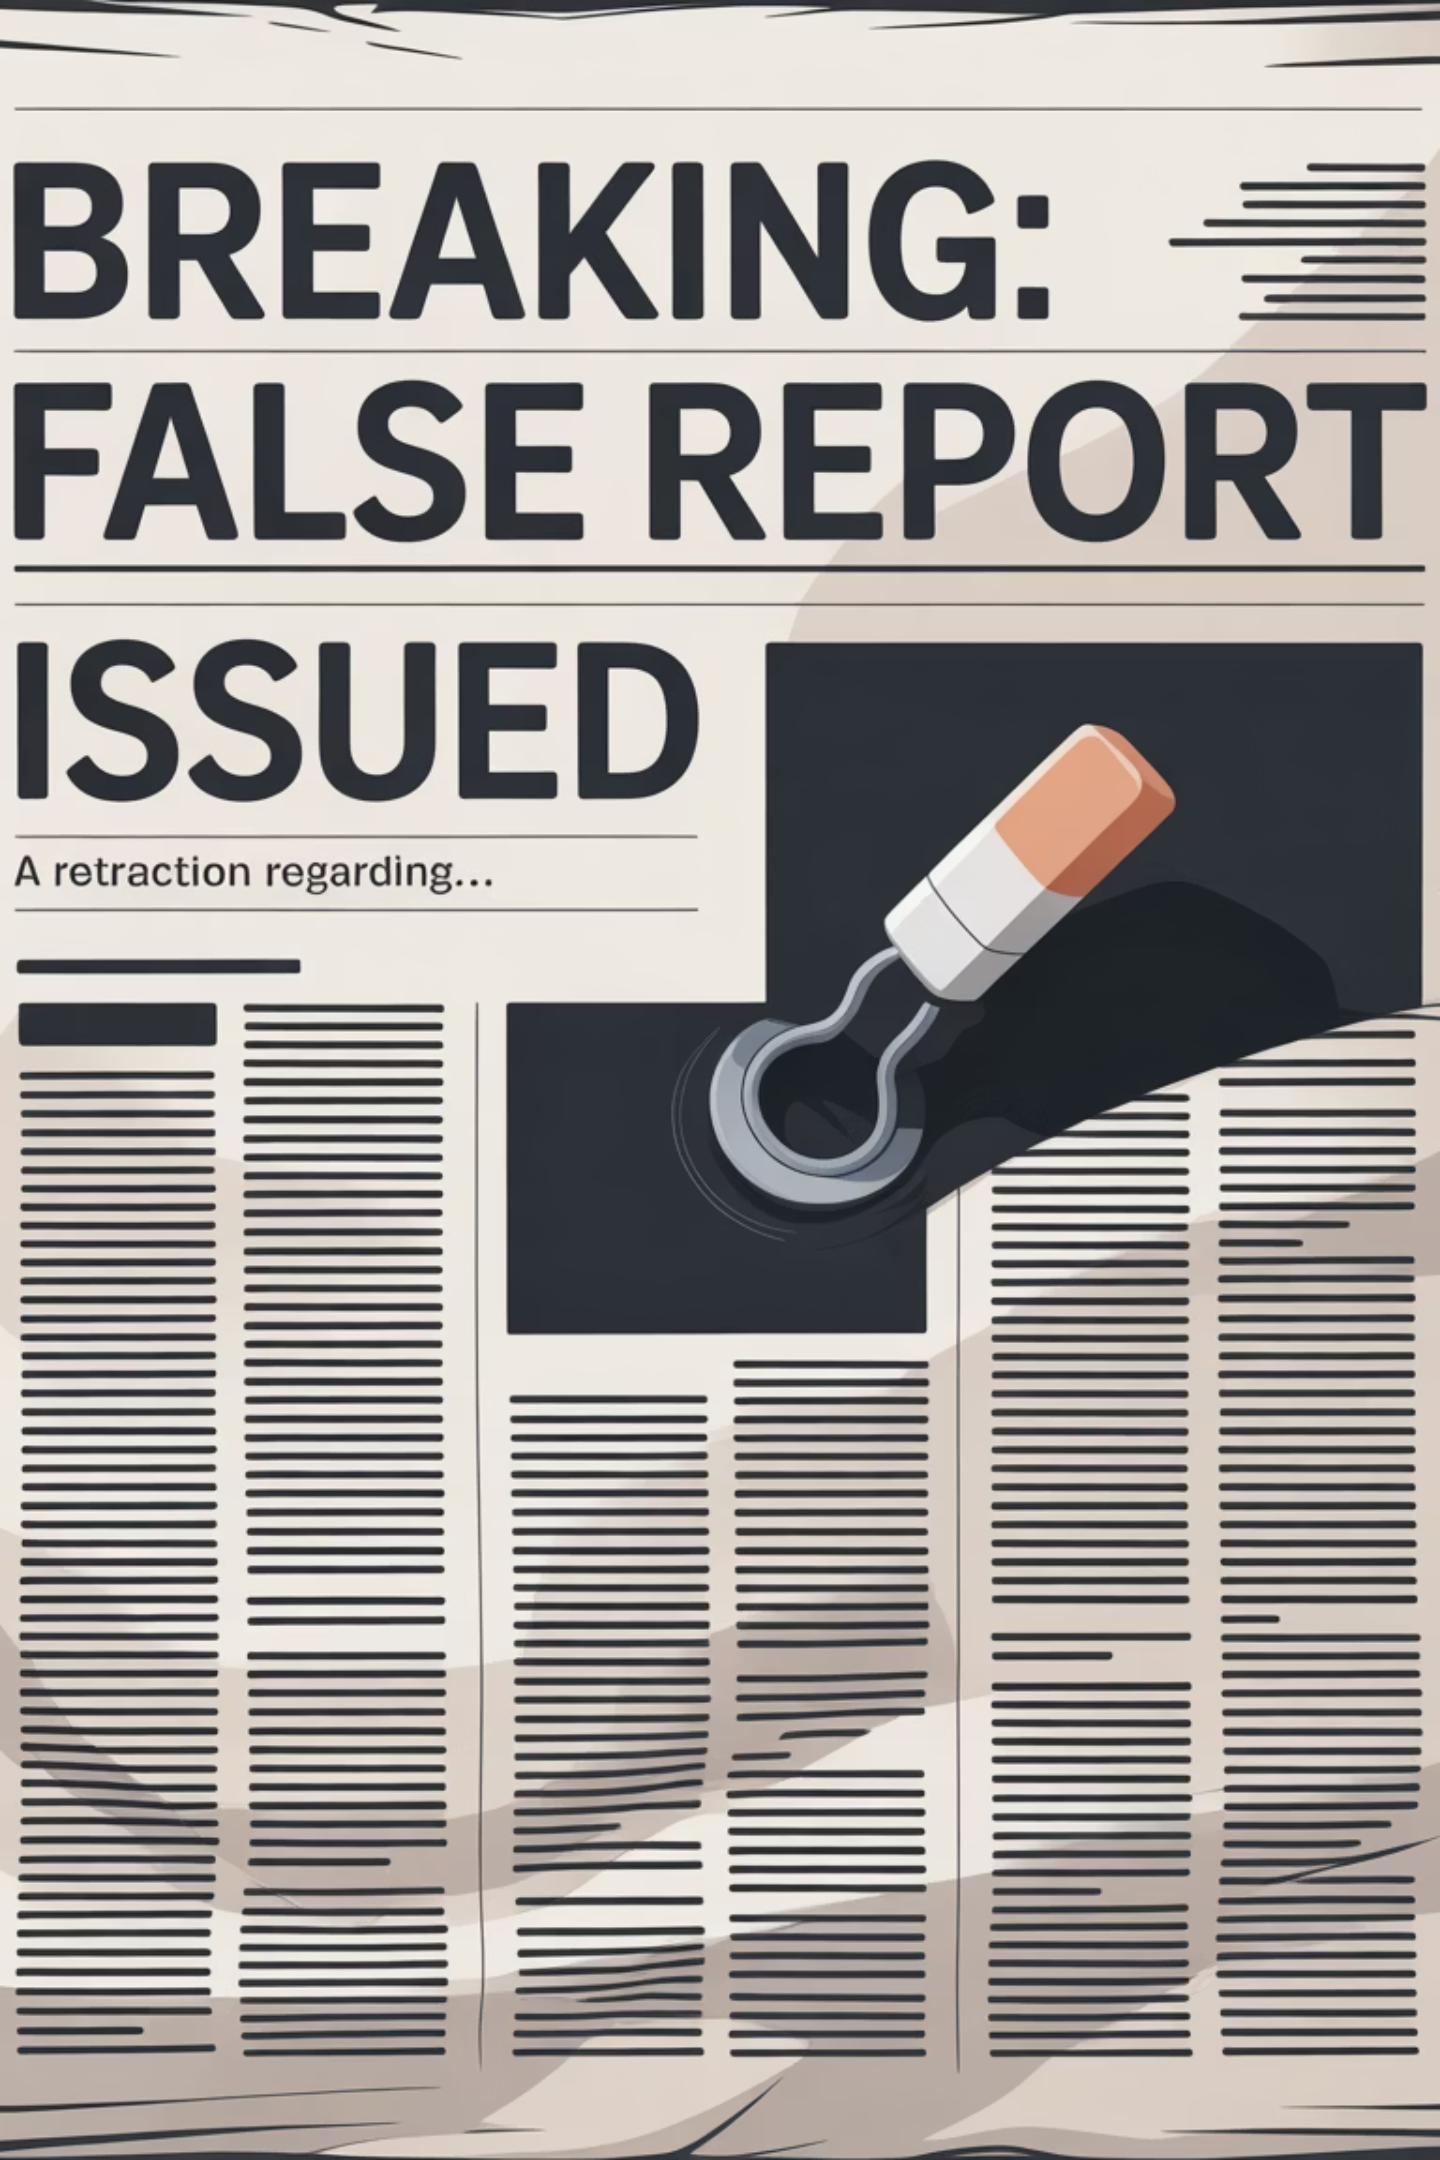 BREAKING:
FALSE REPORT
ISSUED
A retraction regarding...